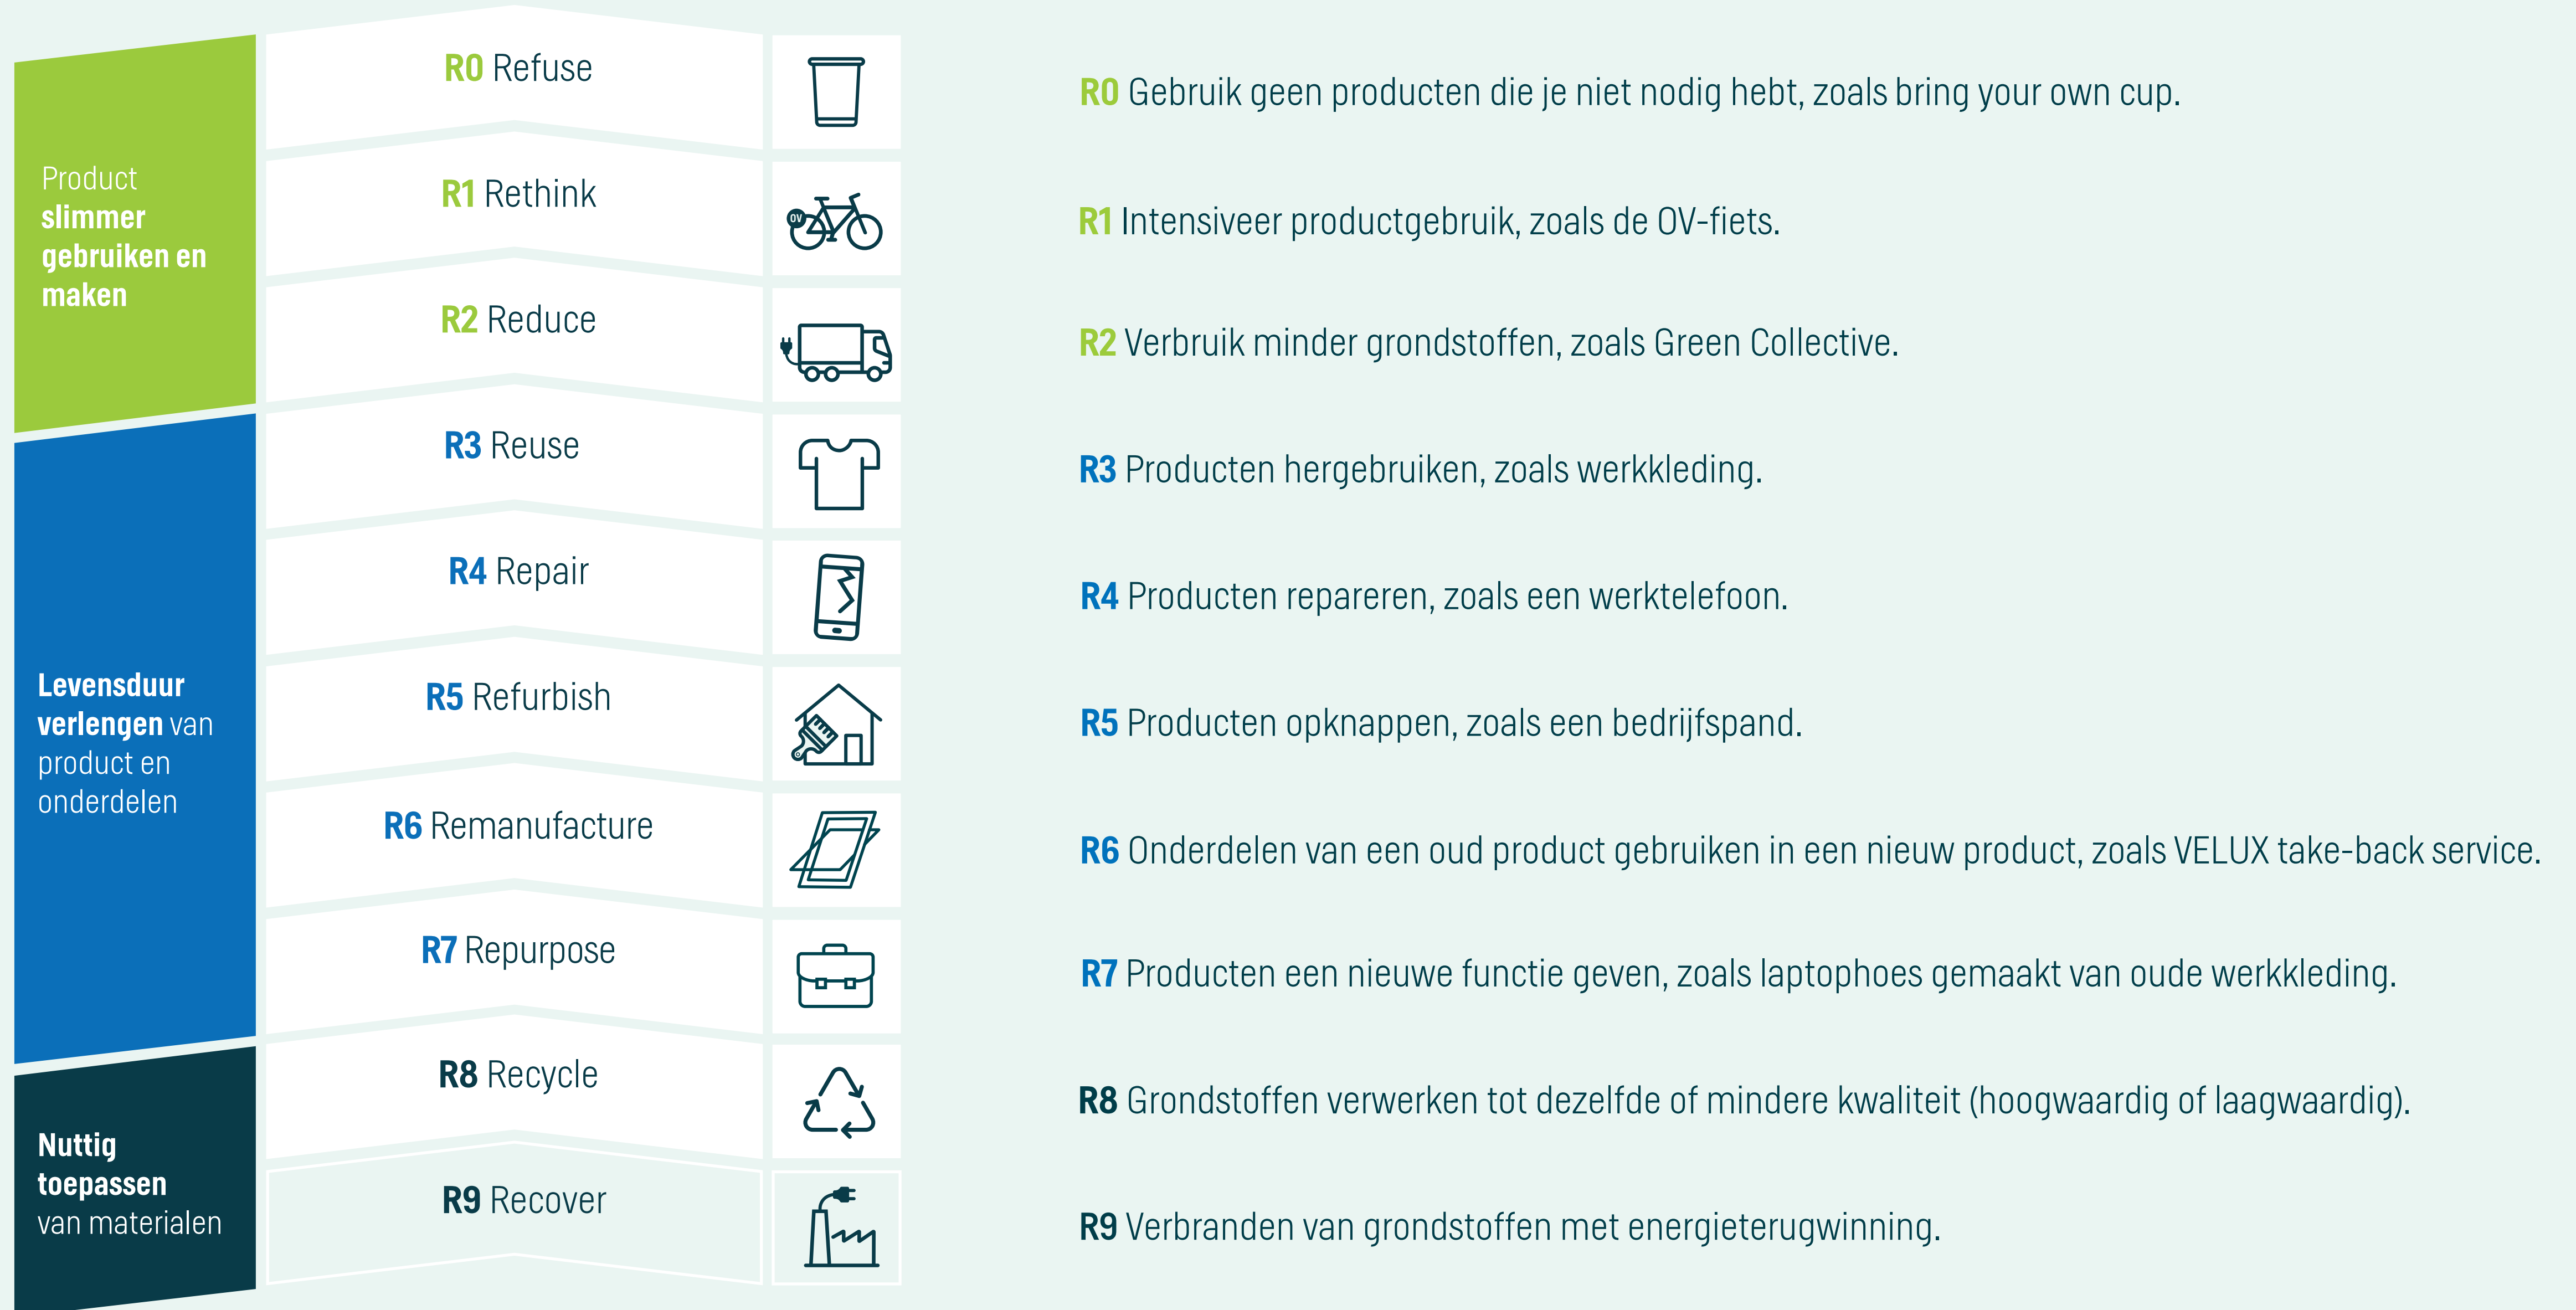 Product
slimmer
gebruiken en
maken
Levensduur
verlengen van
product en
onderdelen
Nuttig
toepassen
van materialen
R0 Refuse
R1 Rethink
R2 Reduce
R3 Reuse
R4 Repair
R5 Refurbish
R6 Remanufacture
R7 Repurpose
R8 Recycle
R9 Recover
OV
R0 Gebruik geen producten die je niet nodig hebt, zoals bring your own cup.
R1 Intensiveer productgebruik, zoals de OV-fiets.
R2 Verbruik minder grondstoffen, zoals Green Collective.
R3 Producten hergebruiken, zoals werkkleding.
R4 Producten repareren, zoals een werktelefoon.
R5 Producten opknappen, zoals een bedrijfspand.
R6 Onderdelen van een oud product gebruiken in een nieuw product, zoals VELUX take-back service.
R7 Producten een nieuwe functie geven, zoals laptophoes gemaakt van oude werkkleding.
R8 Grondstoffen verwerken tot dezelfde of mindere kwaliteit (hoogwaardig of laagwaardig).
R9 Verbranden van grondstoffen met energieterugwinning.